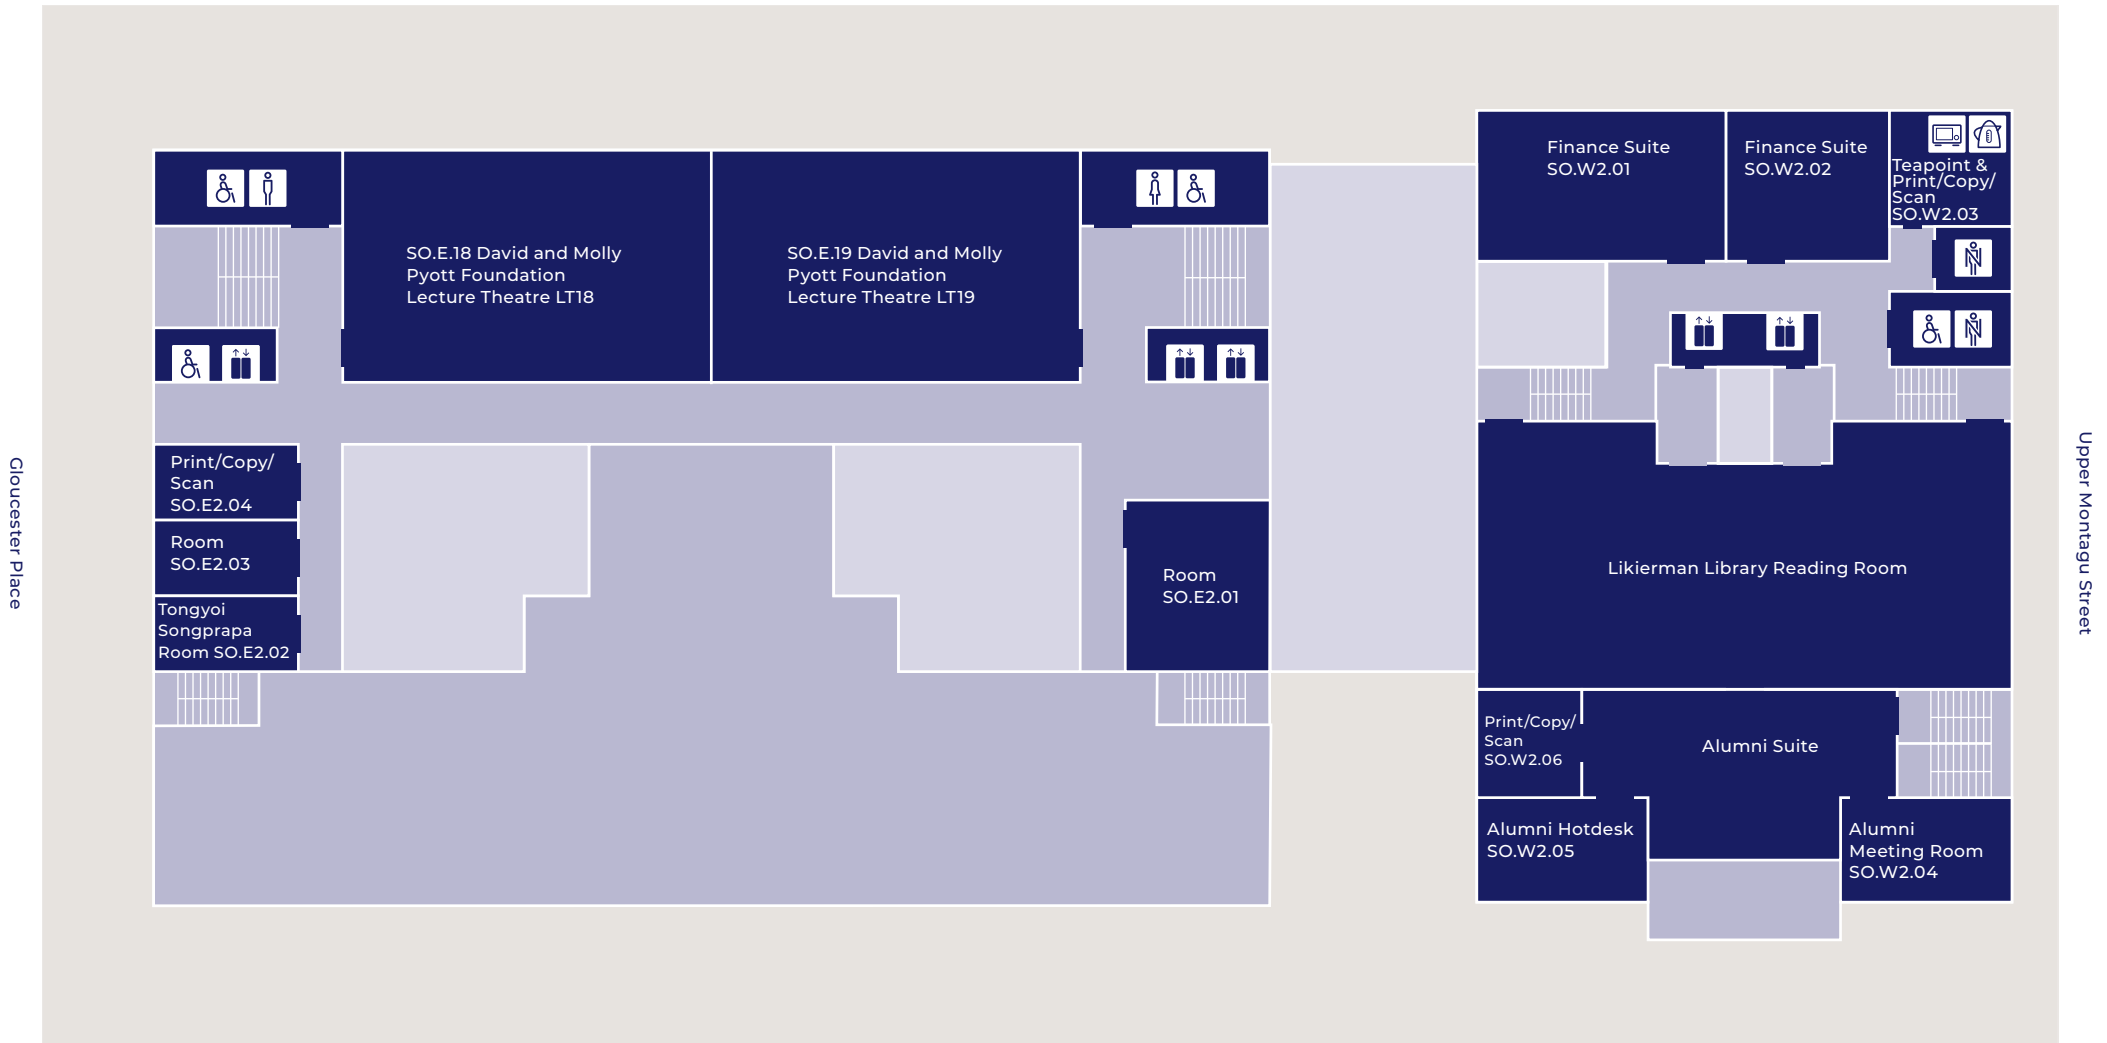 Gloucester Place
SO.E.18 David and Molly
Pyott Foundation
Lecture Theatre LT18
SO.E.19 David and Molly
Pyott Foundation
Lecture Theatre LT19
Print/Copy/
Scan
SO.E2.04
Room
SO.E2.03
Tongyoi
Songprapa
Room SO.E2.02
Room
SO.E2.01
Finance Suite
SO.W2.01
Finance Suite
SO.W2.02
Teapoint &
Print/Copy/
Scan
SO.W2.03
Likierman Library Reading Room
Print/Copy/
Scan
SO.W2.06
Alumni Suite
Alumni Hotdesk
SO.W2.05
Alumni
Meeting Room
SO.W2.04
Upper Montagu Street